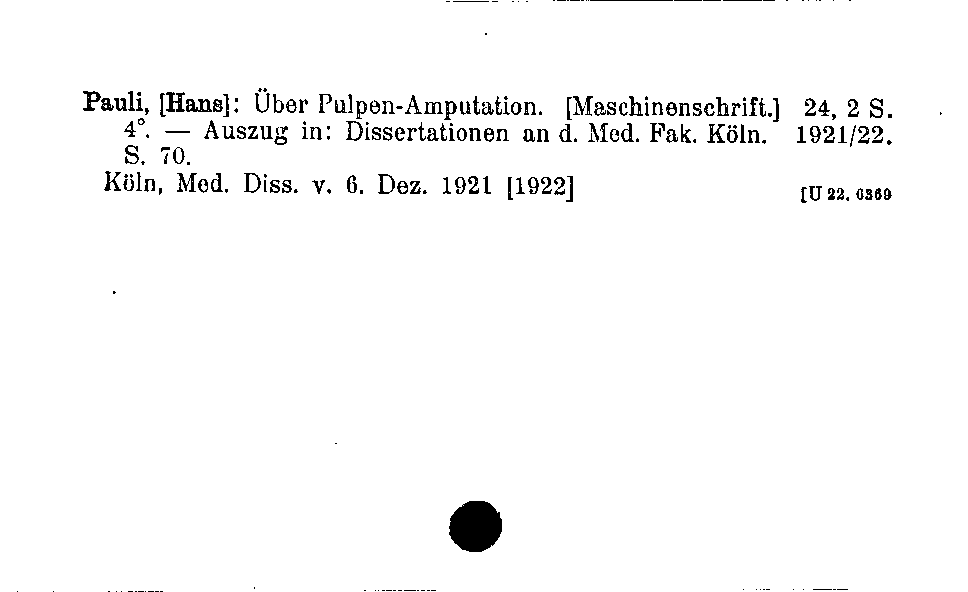 Pauli, [Hans]: Über Pulpen-Amputation. [Maschinenschrift.] 24, 2 S.
4°. — Auszug in: Dissertationen an d. Med. Fak. Köln. 1921/22.
S. 70.
Köln, Med. Diss. v. 6. Dez. 1921 [1922]
[U 22. 6369